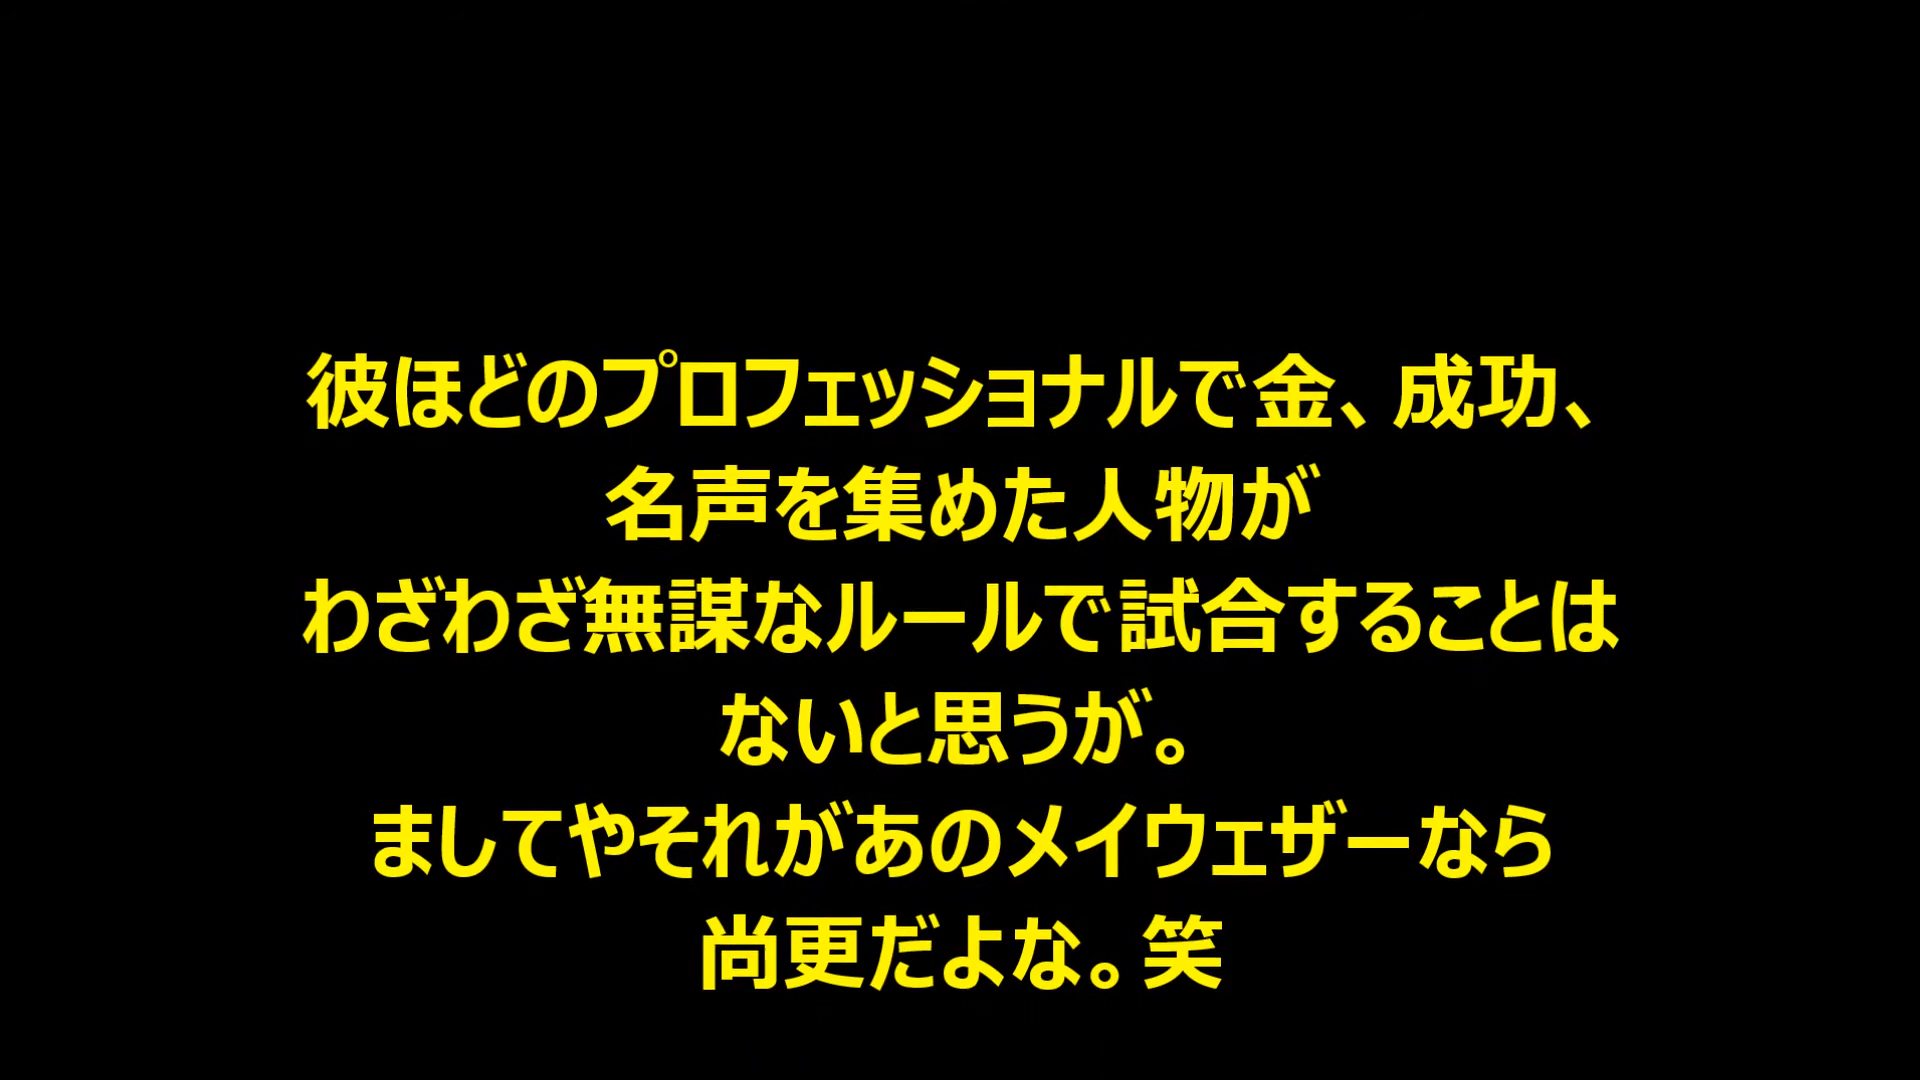 彼ほどのプロフェッショナルで金、成功、
名声を集めた人物が
わざわざ無謀なルールで試合することは
ないと思うが。
ましてやそれがあのメイウェザーなら
尚更だよな。笑